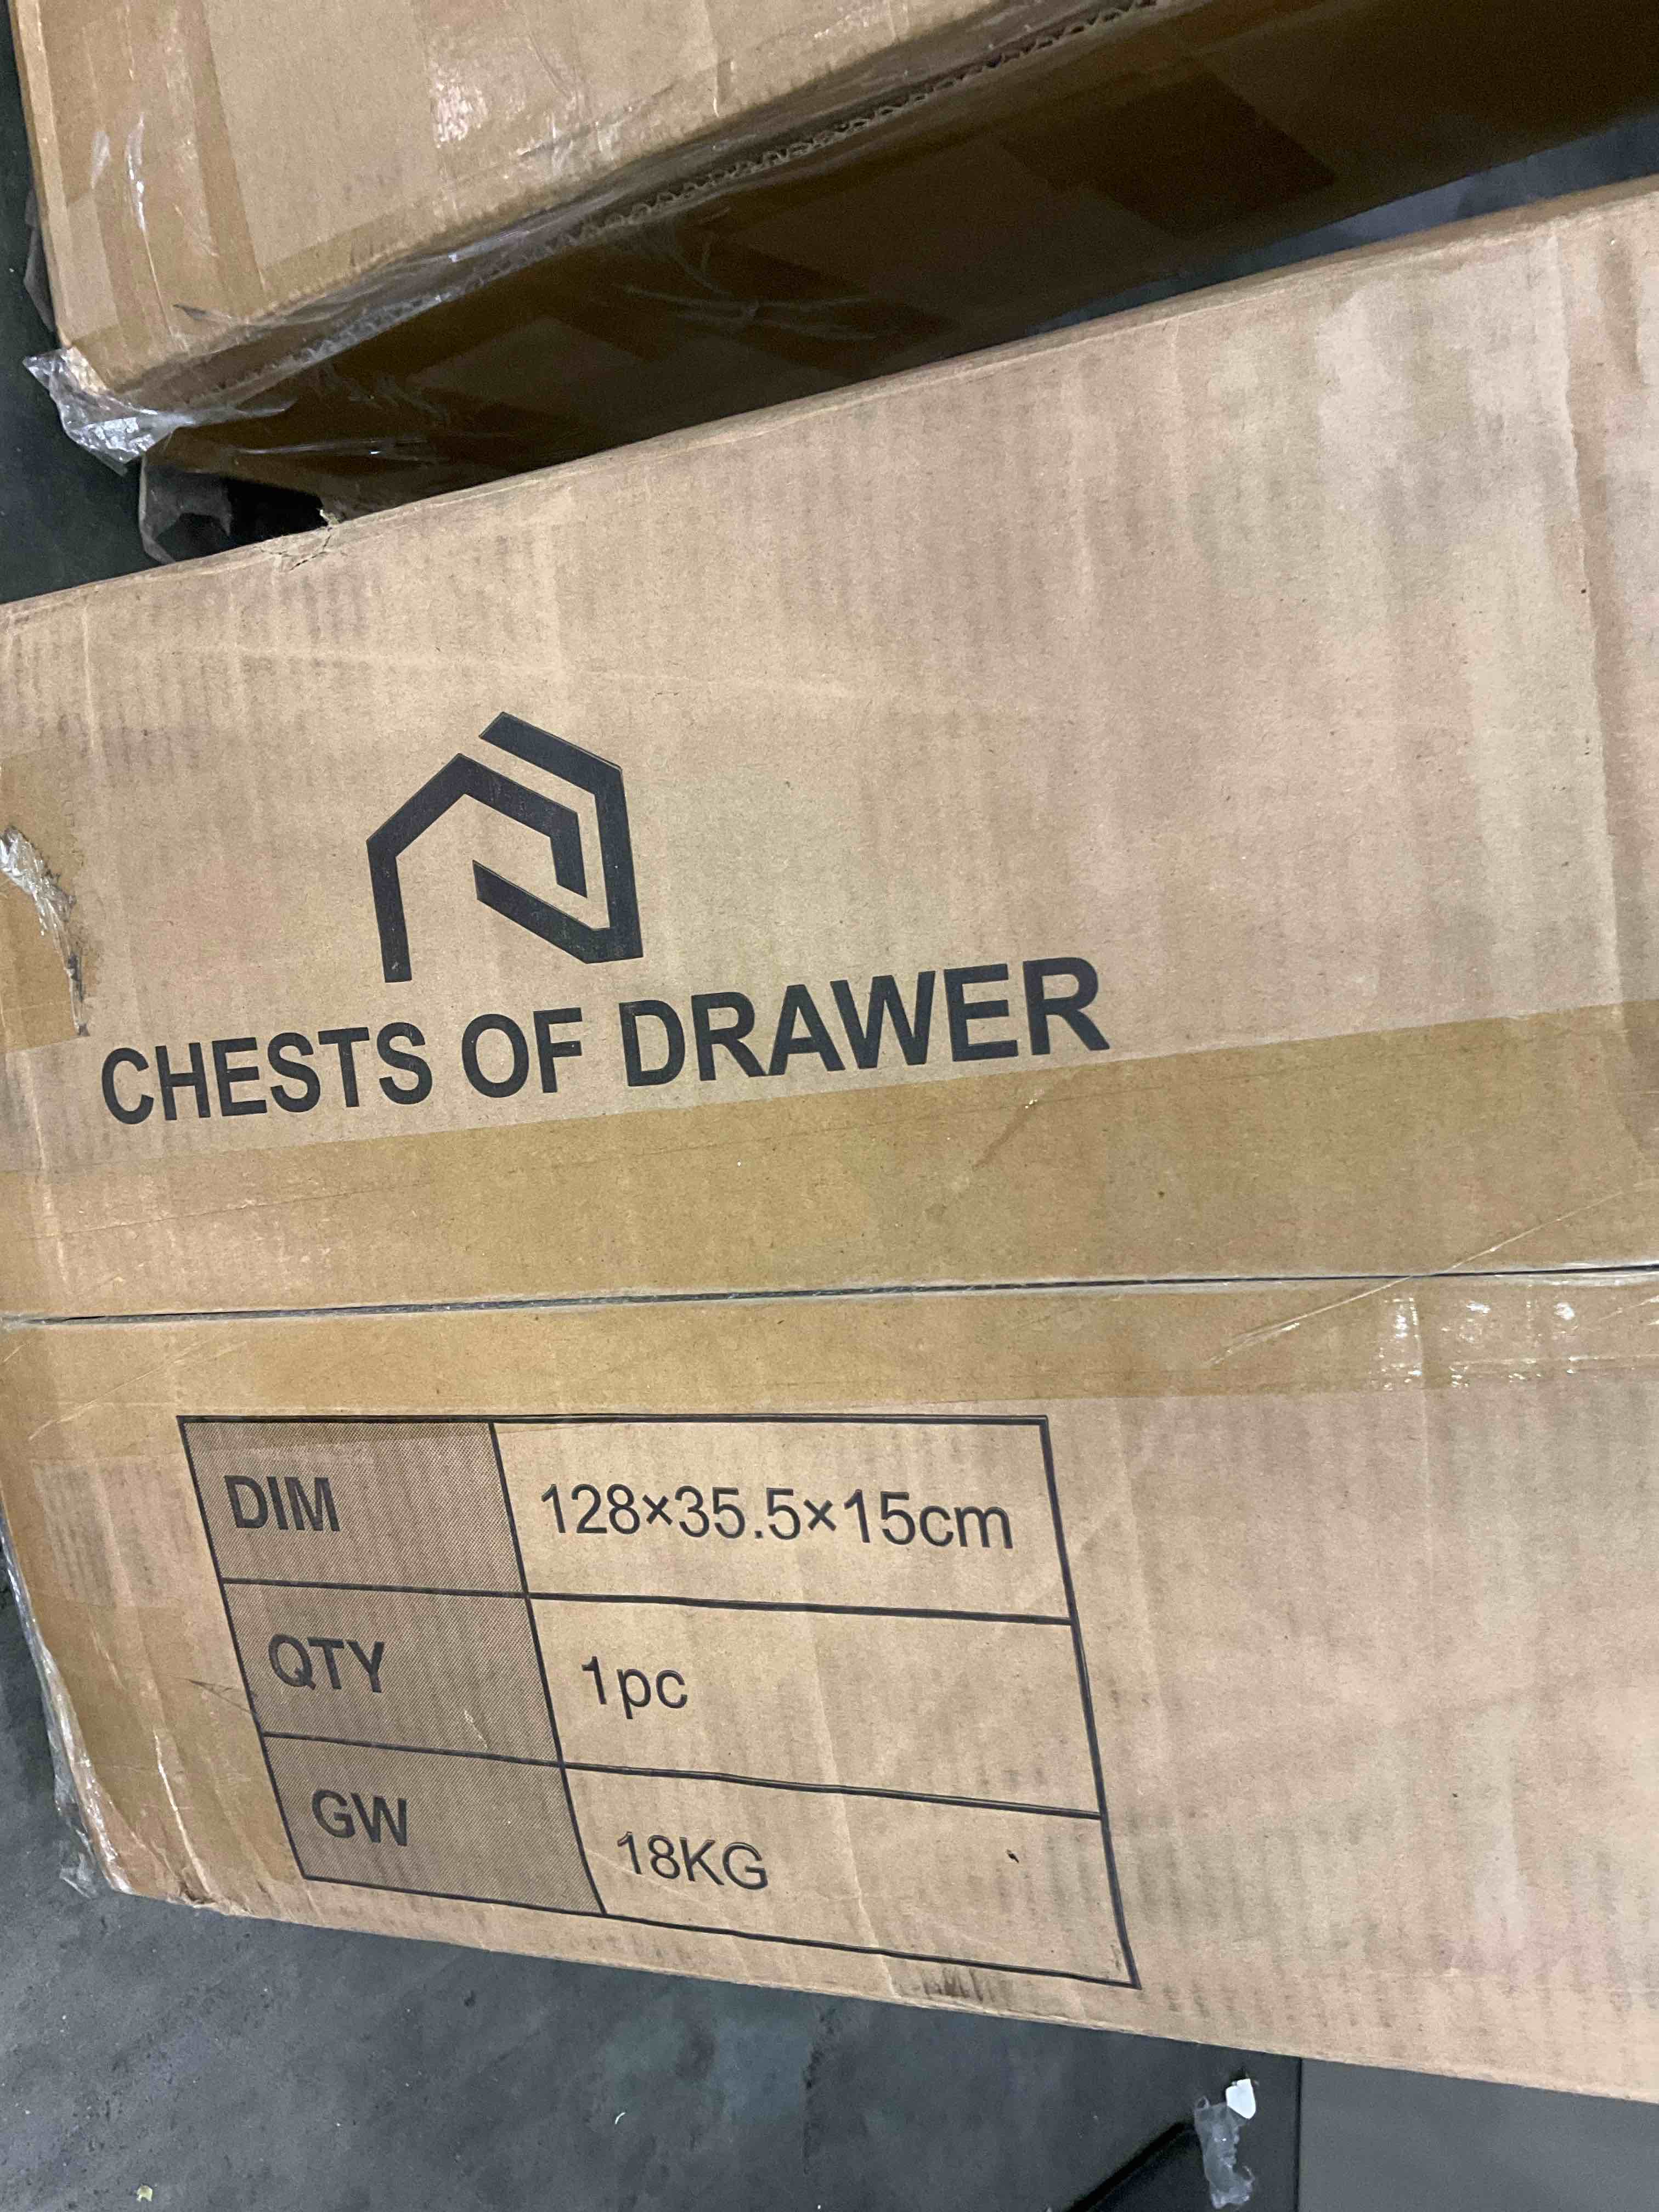 CHESTS OF DRAWER
DIM 128×35.5×15cm
QTY 1pc
GW 18KG